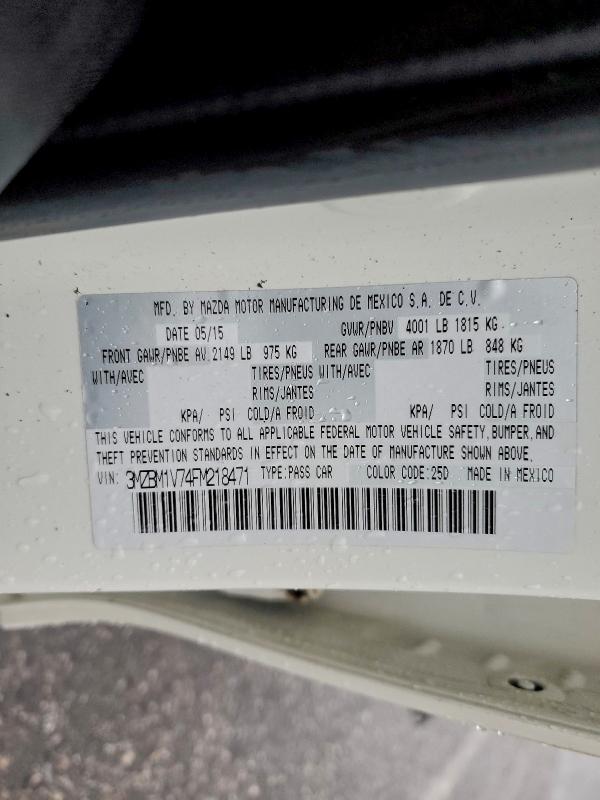 MFD. BY MAZDA MOTOR MANUFACTURING DE MEXICO S.A. DE C.V.
DATE 05/15 GVWR/PNBV 4001 LB 1815 KG
FRONT GAWR/PNBE AV 2149 LB 975 KG REAR GAWR/PNBE AR 1870 LB 848 KG
WITH/AVEC TIRES/PNEUS WITH/AVEC TIRES/PNEUS
RIMS/JANTES RIMS/JANTES
KPA/ PSI COLD/A FROID KPA/ PSI COLD/A FROID
THIS VEHICLE CONFORMS TO ALL APPLICABLE FEDERAL MOTOR VEHICLE SAFETY, BUMPER, AND
THEFT PREVENTION STANDARDS IN EFFECT ON THE DATE OF MANUFACTURE SHOWN ABOVE.
VIN: 3MZBM1V74FM218471 TYPE:PASS CAR COLOR CODE:25D MADE IN MEXICO